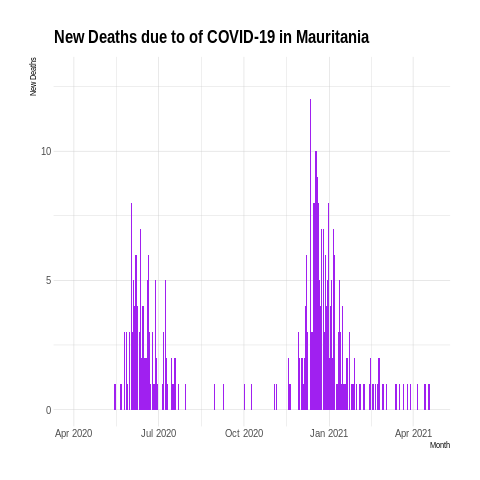 New Deaths due to of COVID-19 in Mauritania
New Deaths
10
5
0
Apr 2020 Jul 2020 Oct 2020 Jan 2021 Apr 2021
Month